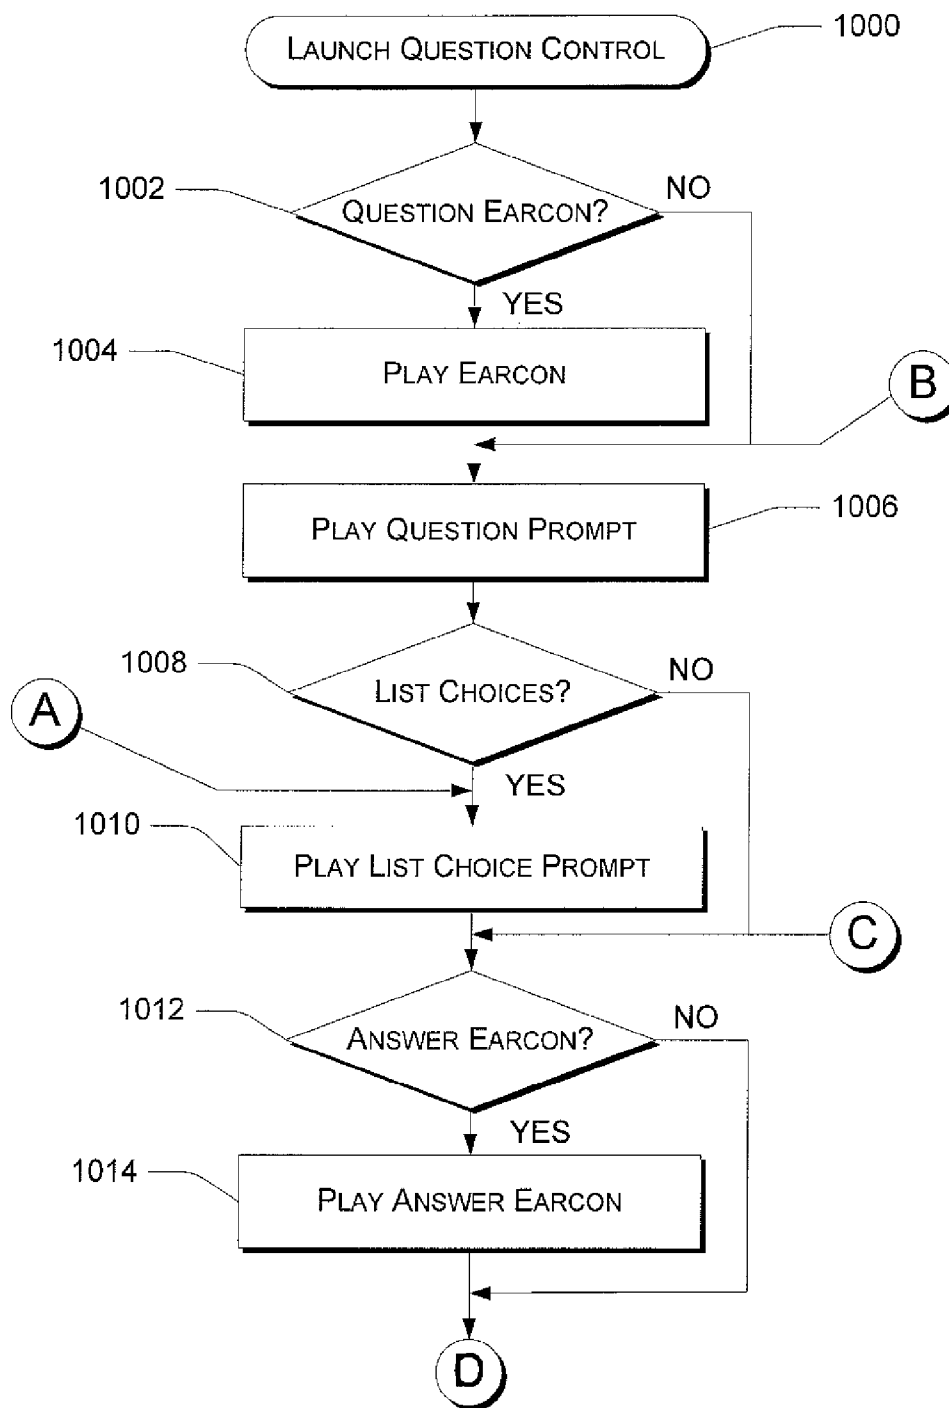 LAUNCH QUESTION CONTROL
1000
1002
QUESTION EARCON?
NO
YES
1004
PLAY EARCON
B
1006
PLAY QUESTION PROMPT
1008
LIST CHOICES?
NO
A
YES
1010
PLAY LIST CHOICE PROMPT
C
1012
ANSWER EARCON?
NO
YES
1014
PLAY ANSWER EARCON
D